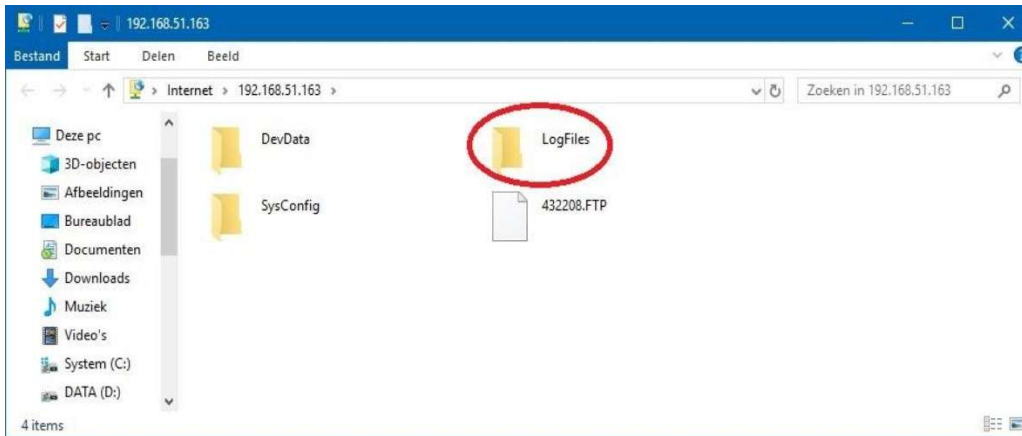 192.168.51.163
Bestand Start Delen Beeld
Internet > 192.168.51.163 >
Zoeken in 192.168.51.163
Deze pc
3D-objecten
Afbeeldingen
Bureaublad
Documenten
Downloads
Muziek
Video's
System (C:)
DATA (D:)
DevData
LogFiles
SysConfig
432208.FTP
4 items